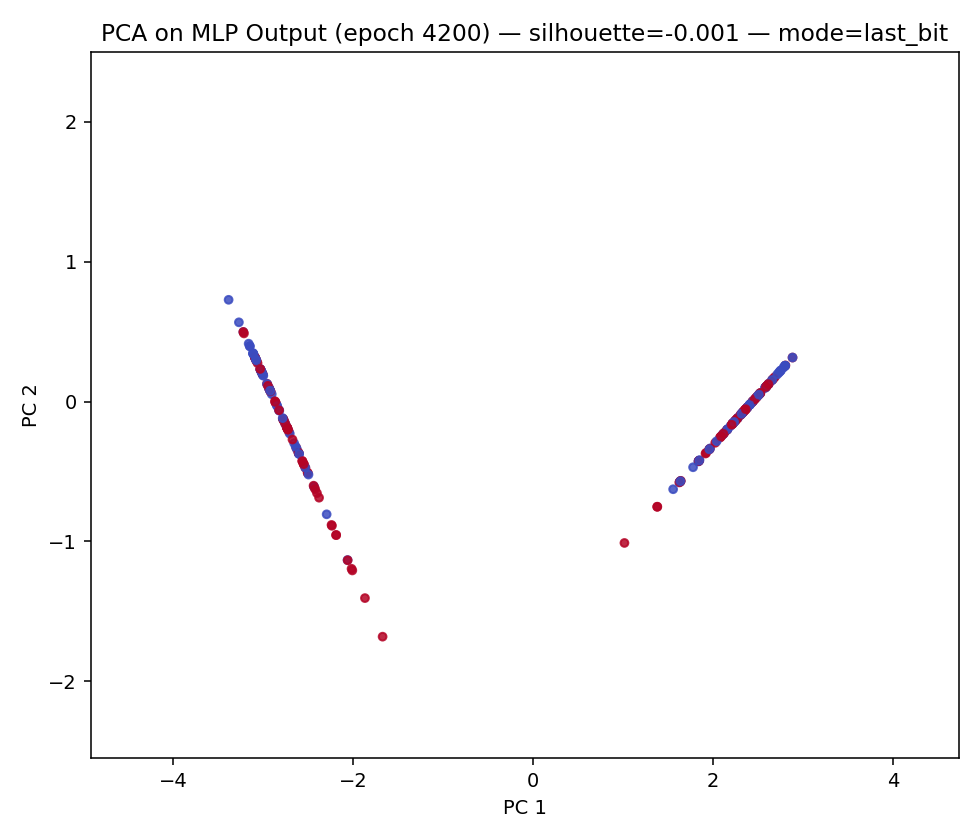 PCA on MLP Output (epoch 4200) — silhouette=-0.001 — mode=last_bit
2
1
0
−1
−2
PC 2
−4 −2 0 2 4
PC 1